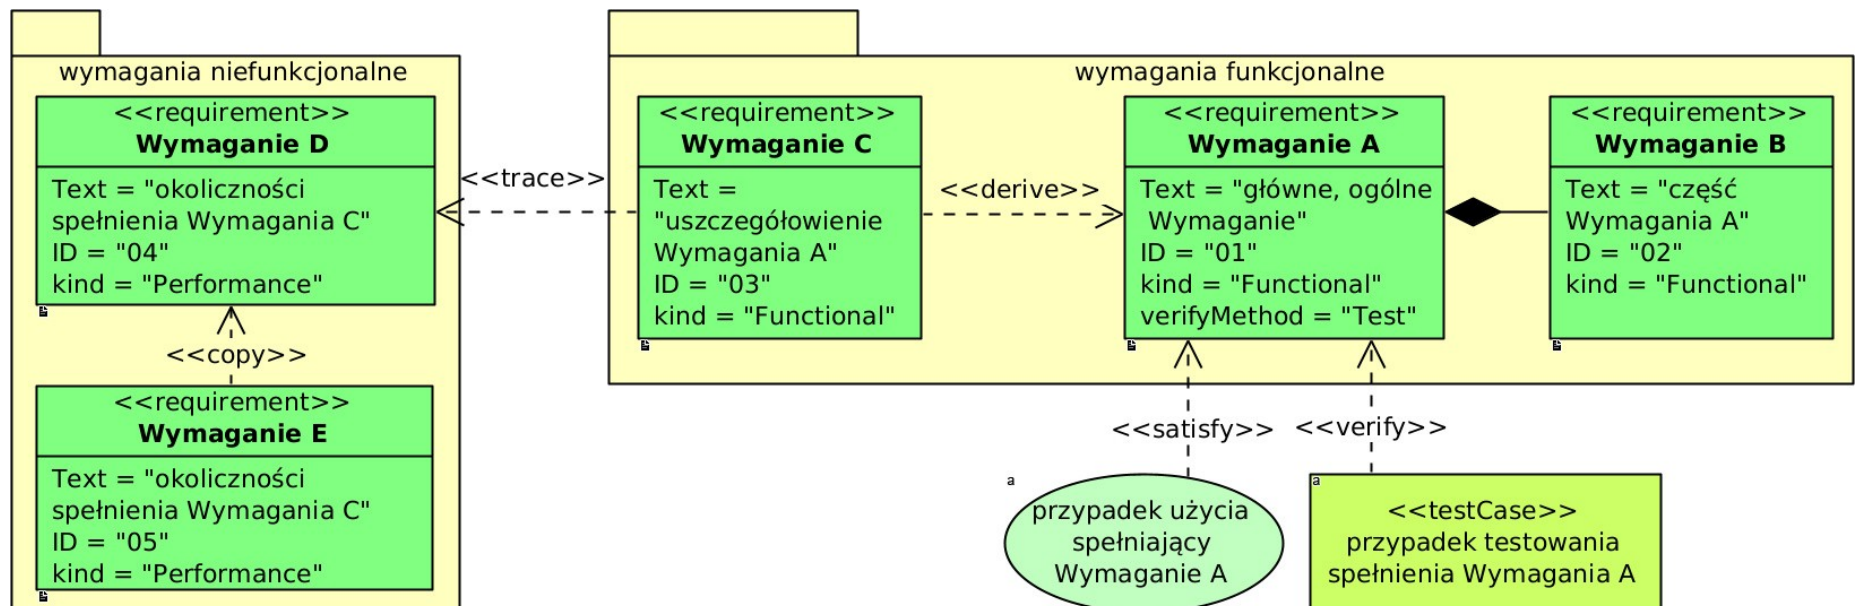 wymagania niefunkcjonalne
<<requirement>>
Wymaganie D
Text = "okoliczności
spełnienia Wymagania C"
ID = "04"
kind = "Performance"
<<copy>>
<<requirement>>
Wymaganie E
Text = "okoliczności
spełnienia Wymagania C"
ID = "05"
kind = "Performance"
<<trace>>
wymagania funkcjonalne
<<requirement>>
Wymaganie C
Text =
"uszczegółowienie
Wymagania A"
ID = "03"
kind = "Functional"
<<derive>>
<<requirement>>
Wymaganie A
Text = "główne, ogólne
Wymaganie"
ID = "01"
kind = "Functional"
verifyMethod = "Test"
<<requirement>>
Wymaganie B
Text = "część
Wymagania A"
ID = "02"
kind = "Functional"
<<satisfy>>
<<verify>>
a
przypadek użycia
spełniający
Wymaganie A
a
<<testCase>>
przypadek testowania
spełnienia Wymagania A